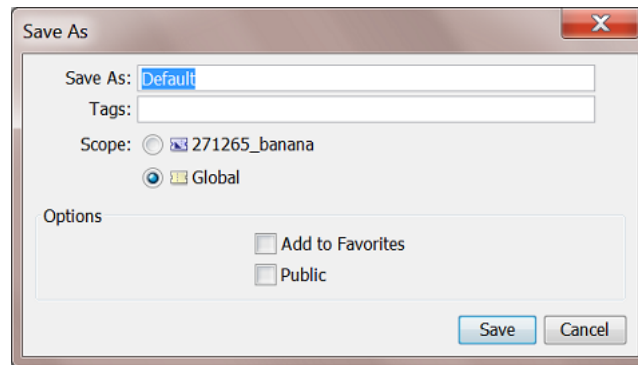 Save As
Save As: Default
Tags:
Scope: 271265_banana
Global
Options
Add to Favorites
Public
Save Cancel